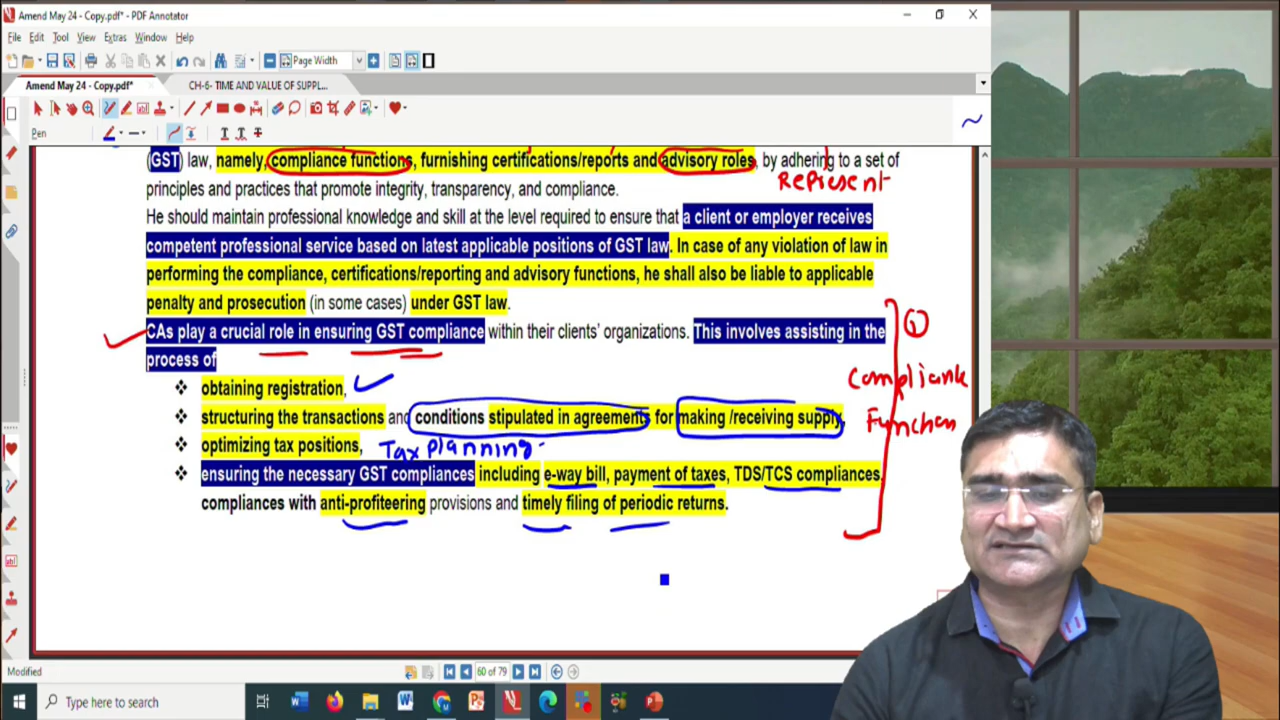 Amend May 24 - Copy.pdf* - PDF Annotator
File Edit Tool View Extras Window Help
Page Width
Amend May 24 - Copy.pdf* CH-6- TIME AND VALUE OF SUPPL...
Pen
(GST) law, namely, compliance functions, furnishing certifications/reports and advisory roles, by adhering to a set of
Represent
principles and practices that promote integrity, transparency, and compliance.
He should maintain professional knowledge and skill at the level required to ensure that a client or employer receives
competent professional service based on latest applicable positions of GST law. In case of any violation of law in
performing the compliance, certifications/reporting and advisory functions, he shall also be liable to applicable
penalty and prosecution (in some cases) under GST law.
CAs play a crucial role in ensuring GST compliance within their clients' organizations. This involves assisting in the
process of
❖ obtaining registration,
❖ structuring the transactions and conditions stipulated in agreements for making /receiving supply,
❖ optimizing tax positions, Tax planning
❖ ensuring the necessary GST compliances including e-way bill, payment of taxes, TDS/TCS compliances.
compliances with anti-profiteering provisions and timely filing of periodic returns.
Modified
60 of 79
Type here to search